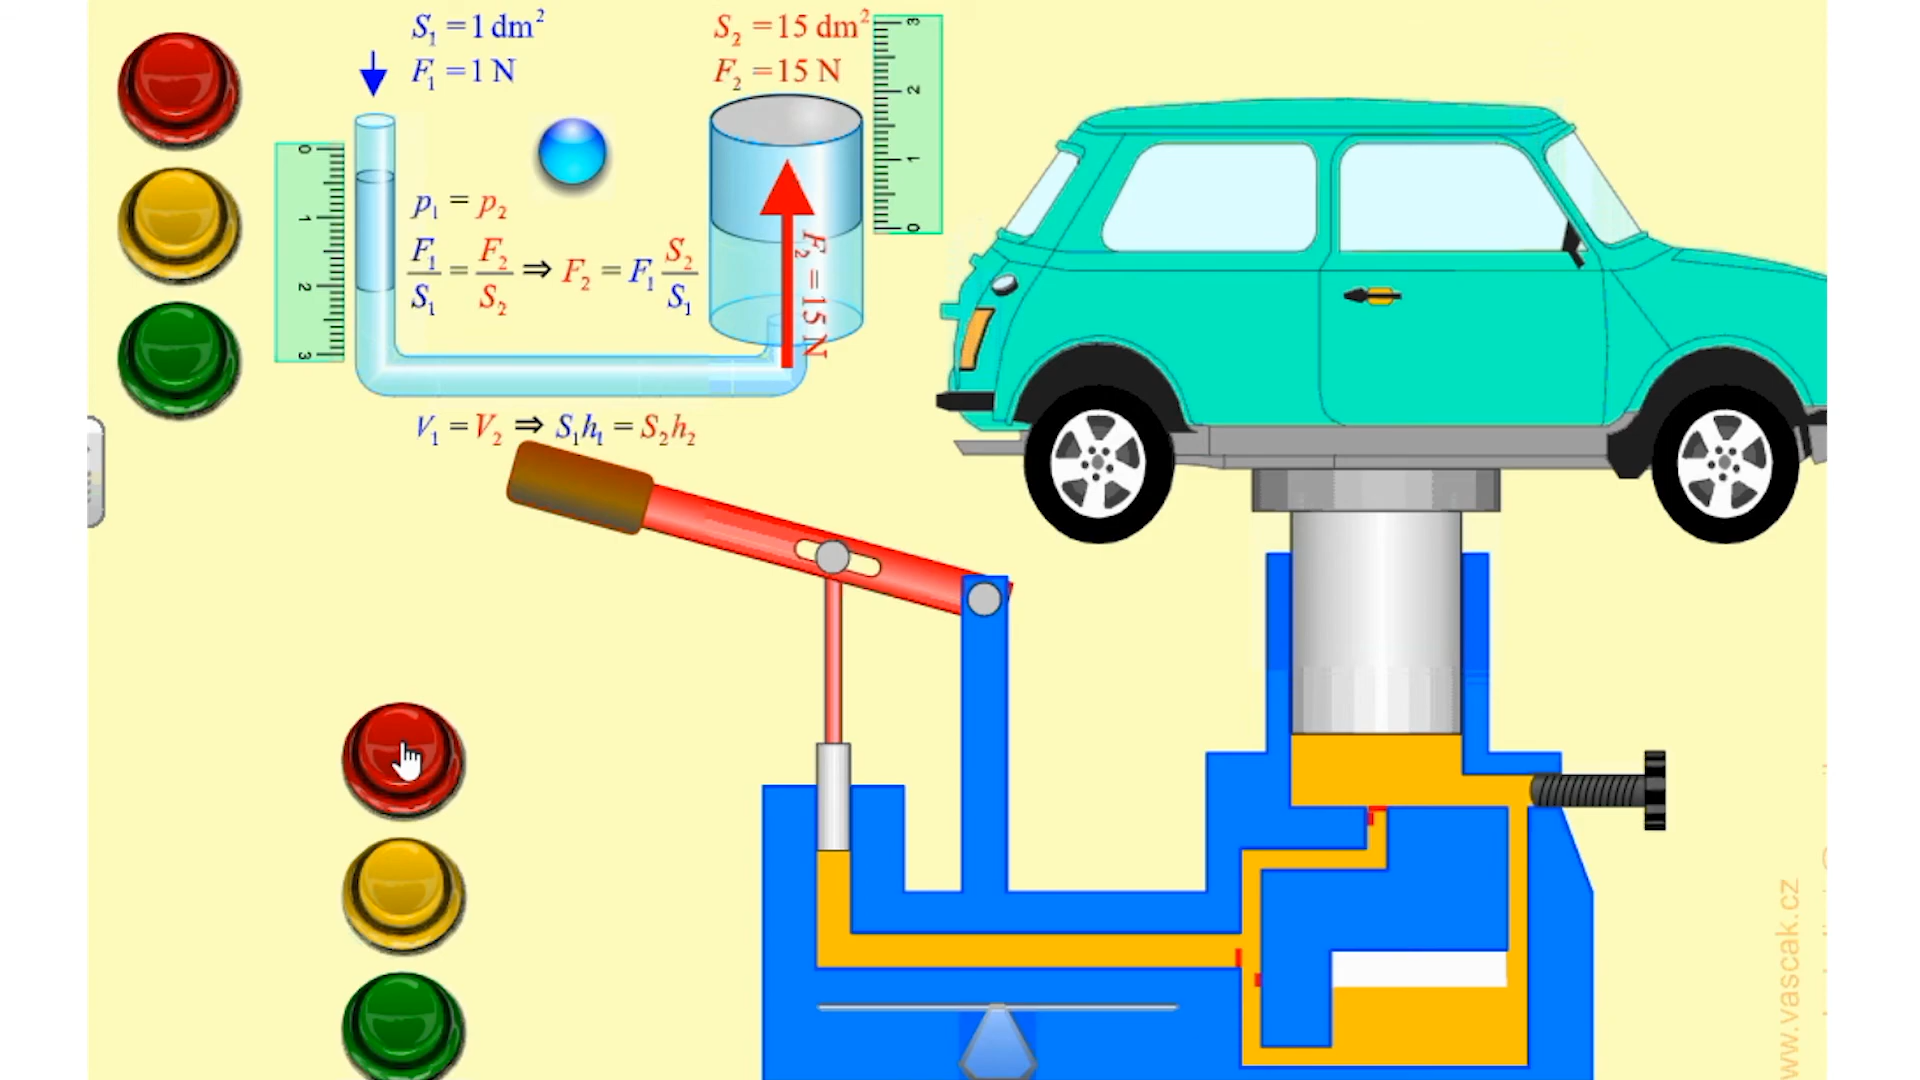 S₁ = 1 dm²
F₁ = 1 N
S₂ = 15 dm²
F₂ = 15 N
0
1
2
3
3
2
1
0
p₁ = p₂
F₁/S₁ = F₂/S₂ ⇒ F₂ = F₁ S₂/S₁
F₂ = 15 N
V₁ = V₂ ⇒ S₁h₁ = S₂h₂
www.vascak.cz